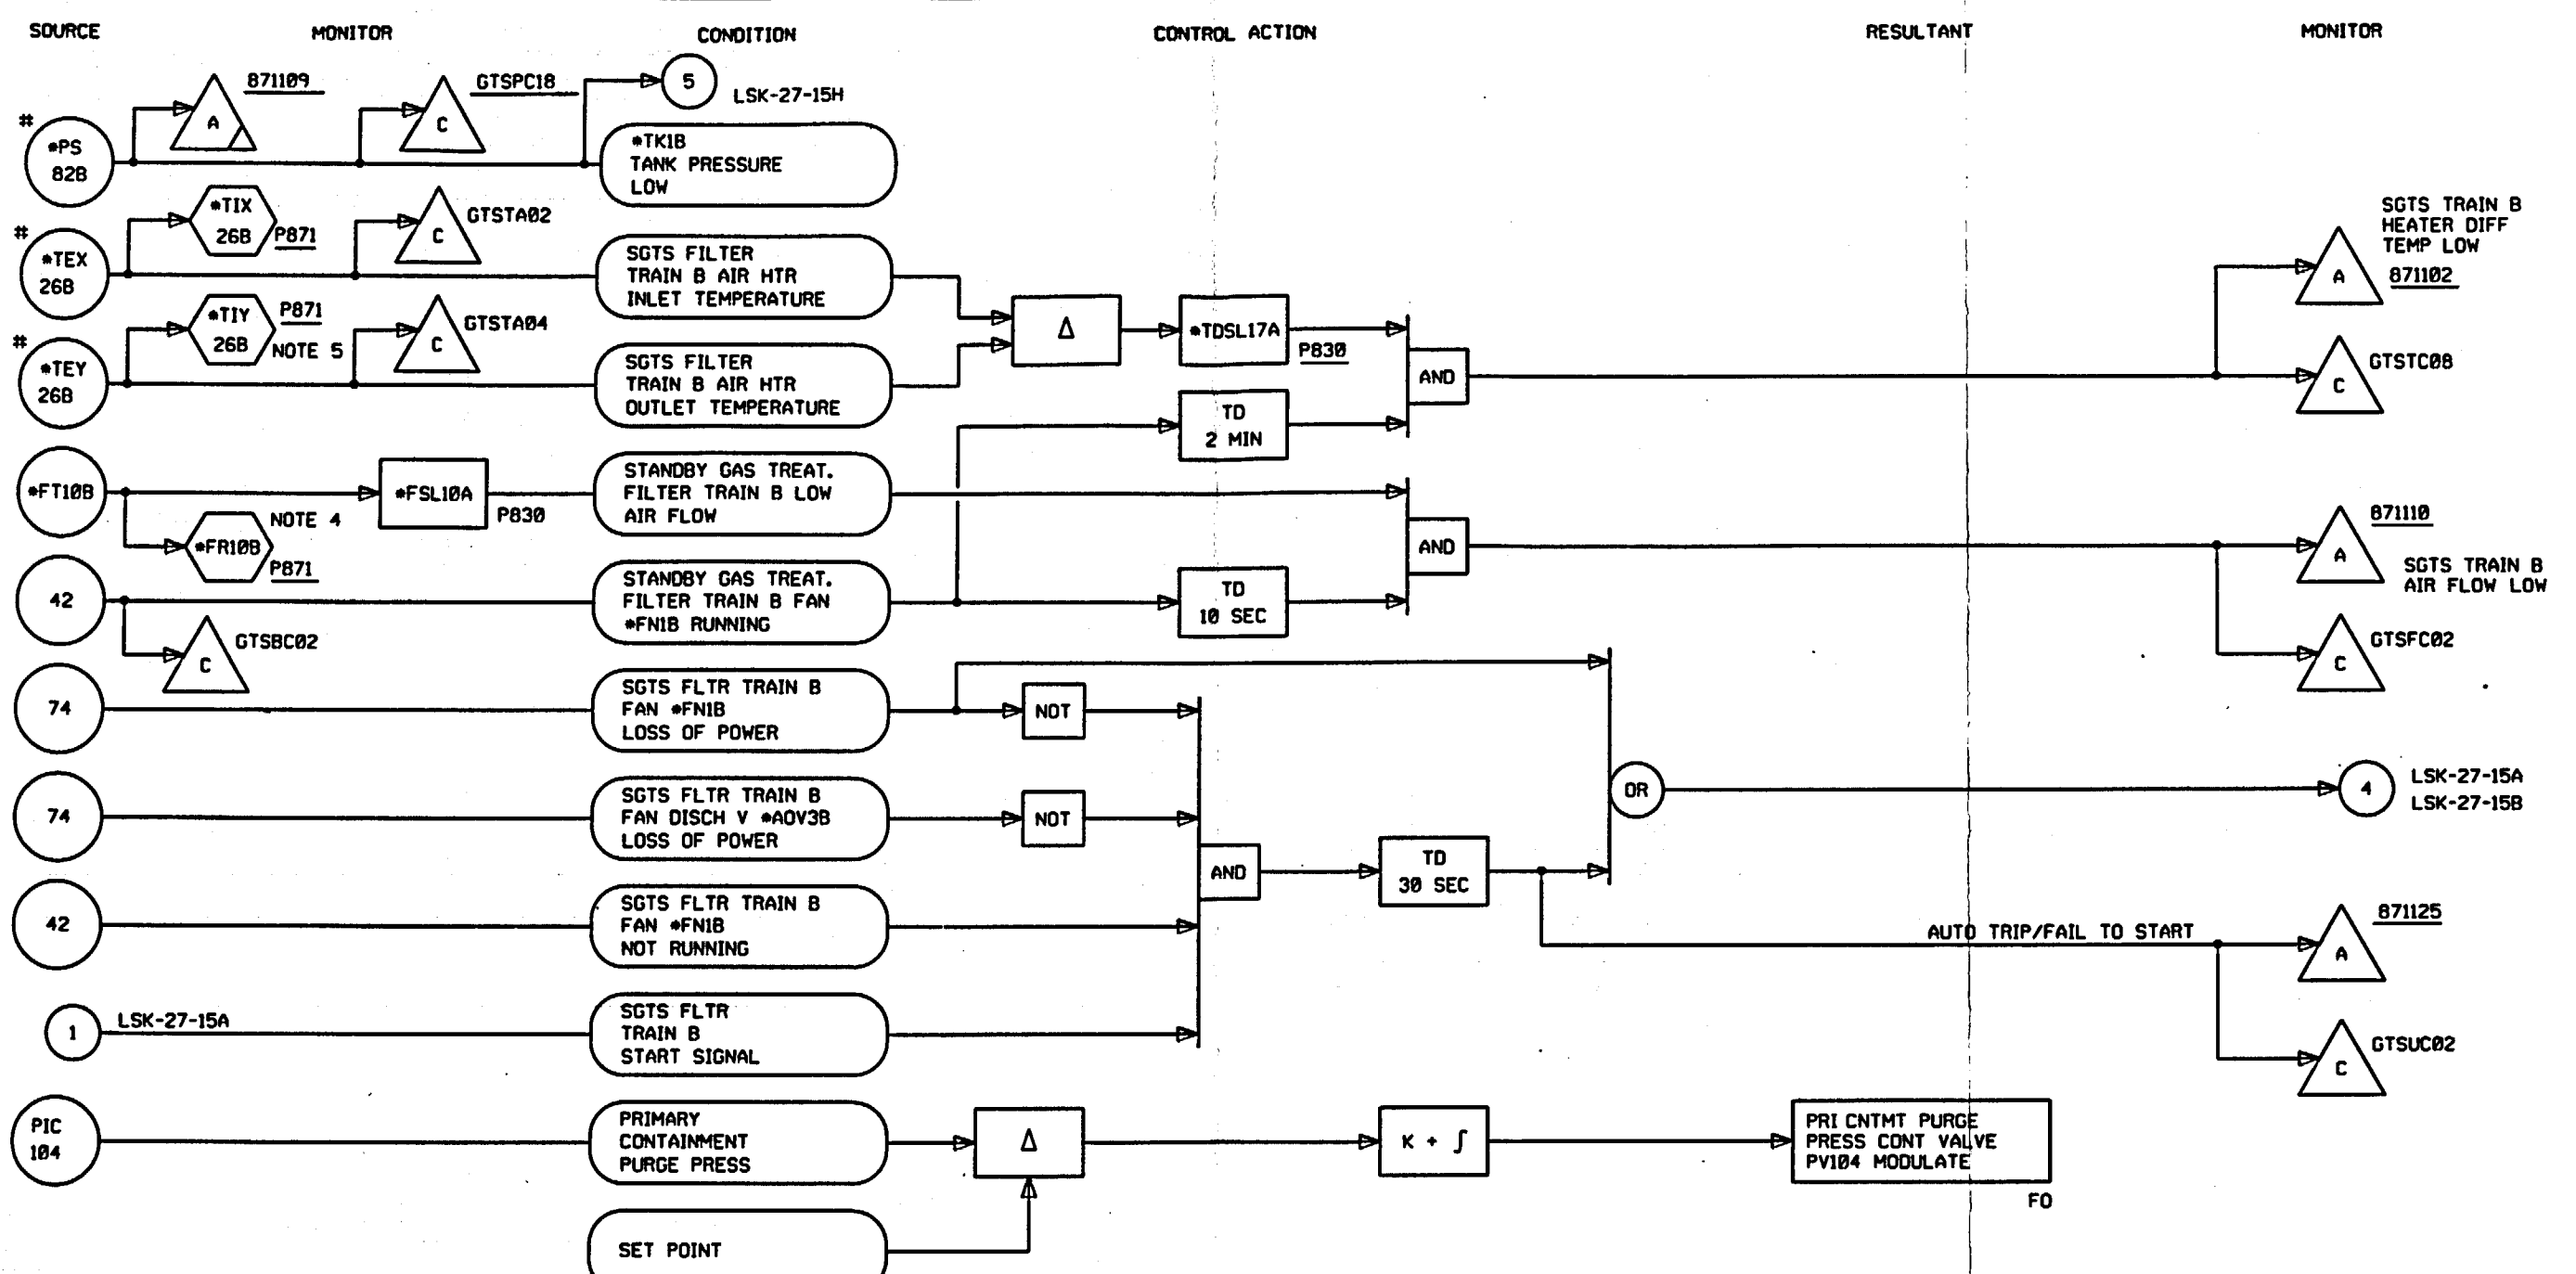 SOURCE
MONITOR
CONDITION
CONTROL ACTION
RESULTANT
MONITOR
871109
A
GTSPC18
C
5
LSK-27-15H
#
*PS
82B
*TK1B
TANK PRESSURE
LOW
#
*TEX
26B
*TIX
26B
P871
C
GTSTA02
SGTS FILTER
TRAIN B AIR HTR
INLET TEMPERATURE
#
*TEY
26B
*TIY
26B
P871
NOTE 5
C
GTSTA04
SGTS FILTER
TRAIN B AIR HTR
OUTLET TEMPERATURE
Δ
*TDSL17A
P830
TD
2 MIN
AND
SGTS TRAIN B
HEATER DIFF
TEMP LOW
A
871102
C
GTSTC08
*FT10B
NOTE 4
*FR10B
P871
*FSL10A
P830
STANDBY GAS TREAT.
FILTER TRAIN B LOW
AIR FLOW
AND
871110
A
SGTS TRAIN B
AIR FLOW LOW
C
GTSFC02
42
C
GTSBC02
STANDBY GAS TREAT.
FILTER TRAIN B FAN
*FN1B RUNNING
TD
10 SEC
74
SGTS FLTR TRAIN B
FAN *FN1B
LOSS OF POWER
NOT
74
SGTS FLTR TRAIN B
FAN DISCH V *AOV3B
LOSS OF POWER
NOT
OR
4
LSK-27-15A
LSK-27-15B
AND
TD
30 SEC
42
SGTS FLTR TRAIN B
FAN *FN1B
NOT RUNNING
AUTO TRIP/FAIL TO START
871125
A
C
GTSUC02
1
LSK-27-15A
SGTS FLTR
TRAIN B
START SIGNAL
PIC
104
PRIMARY
CONTAINMENT
PURGE PRESS
Δ
K + ∫
PRI CNTMT PURGE
PRESS CONT VALVE
PV104 MODULATE
FO
SET POINT